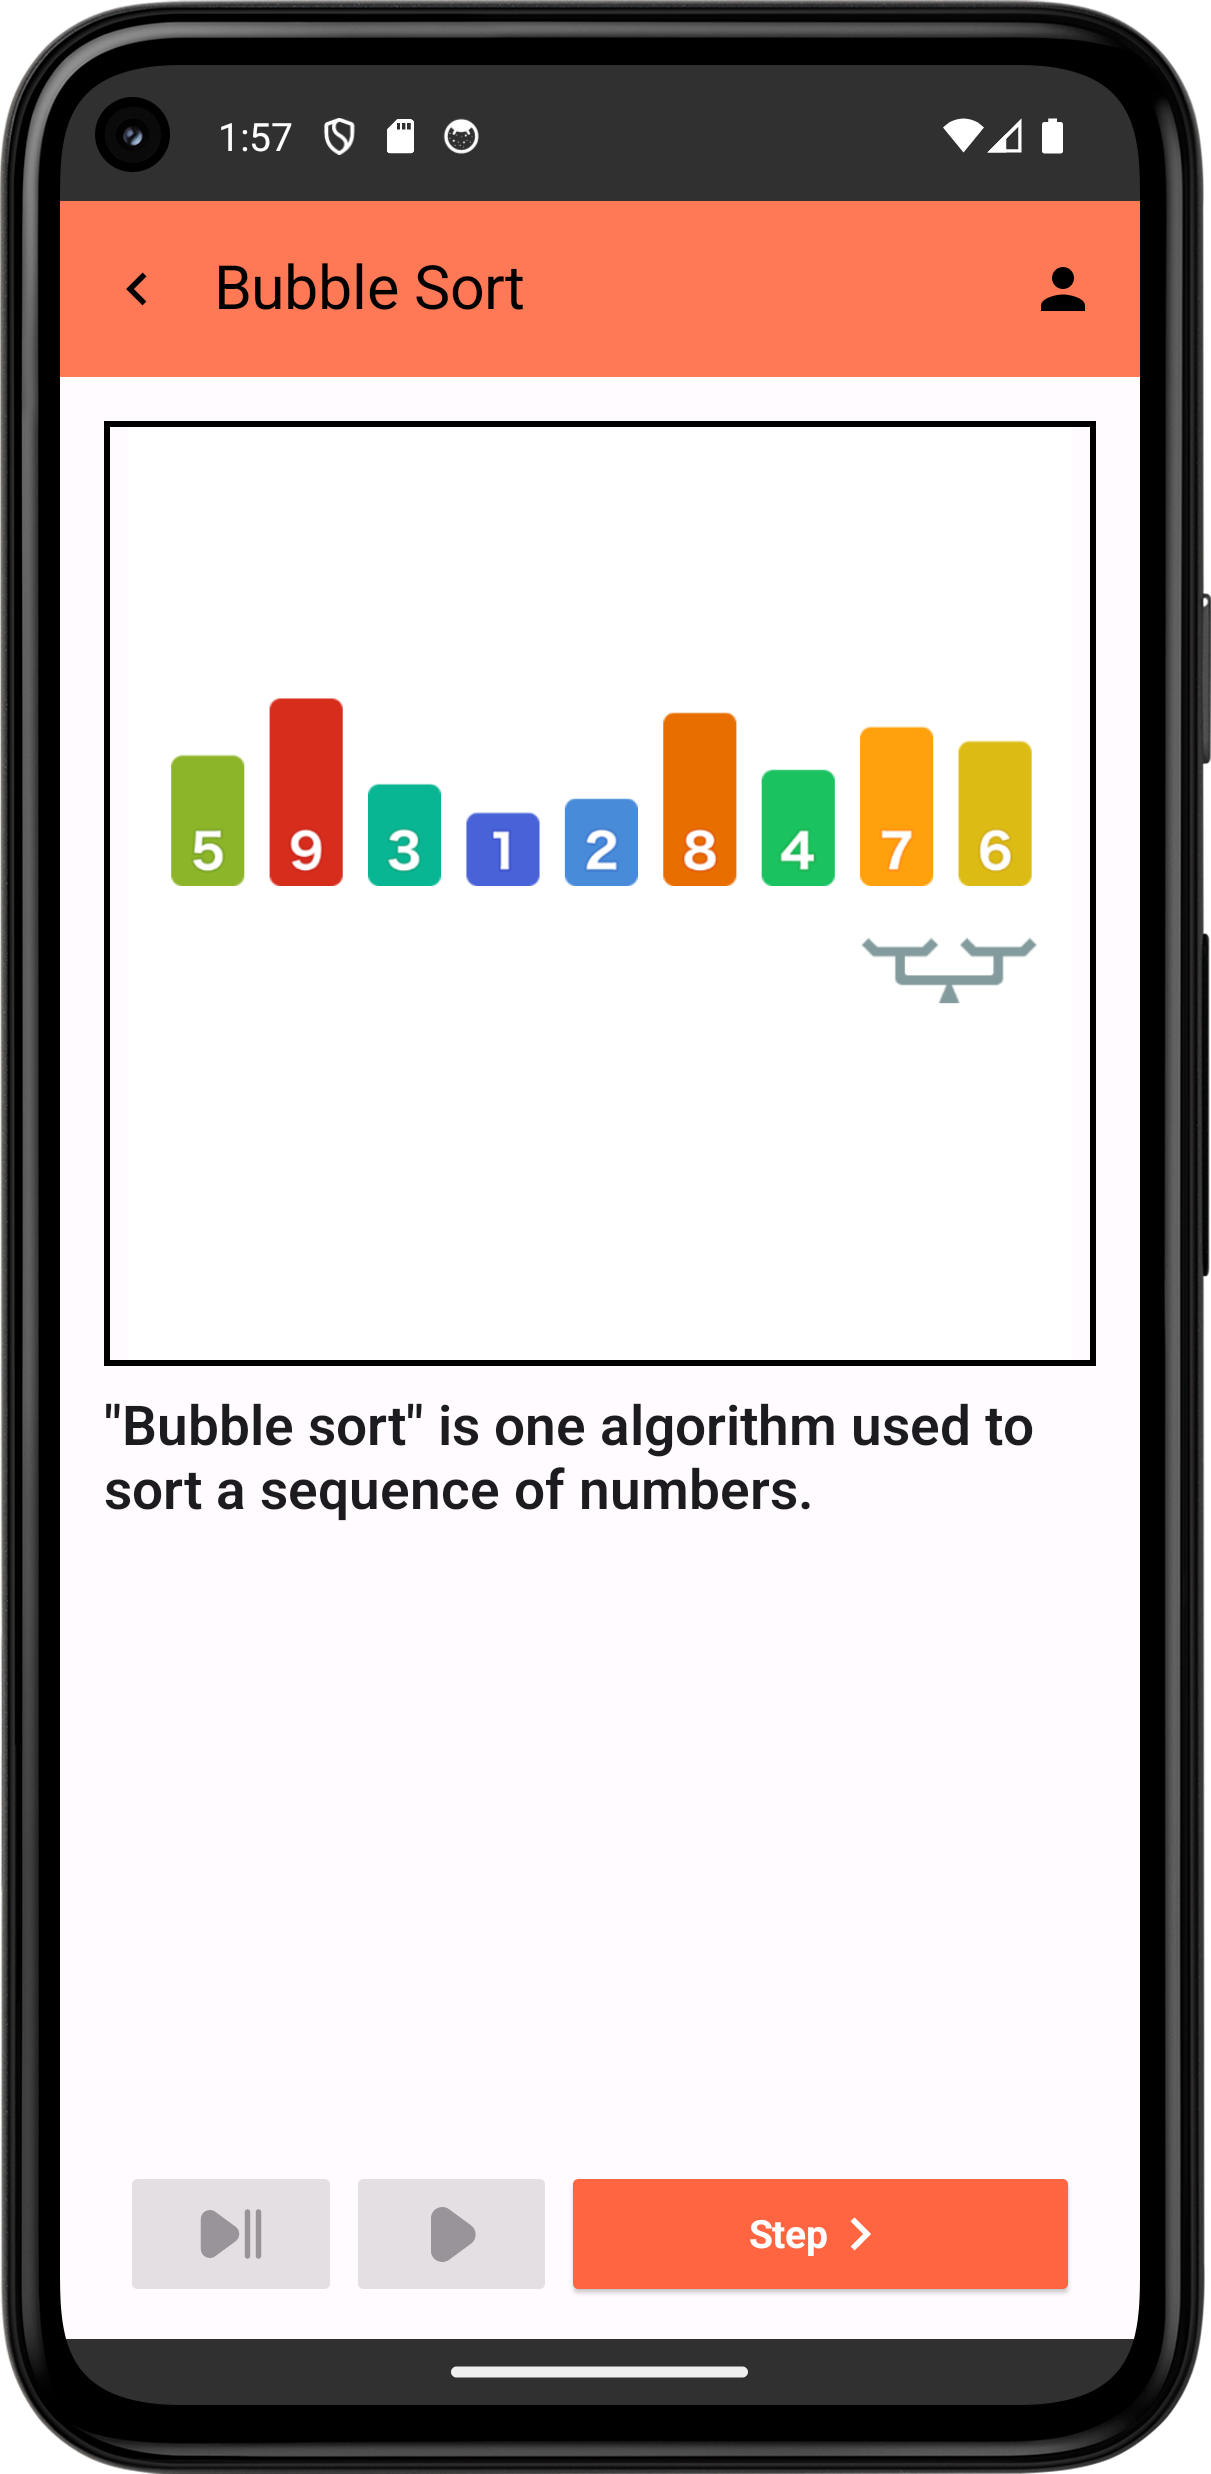 1:57
Bubble Sort
5 9 3 1 2 8 4 7 6
"Bubble sort" is one algorithm used to
sort a sequence of numbers.
Step